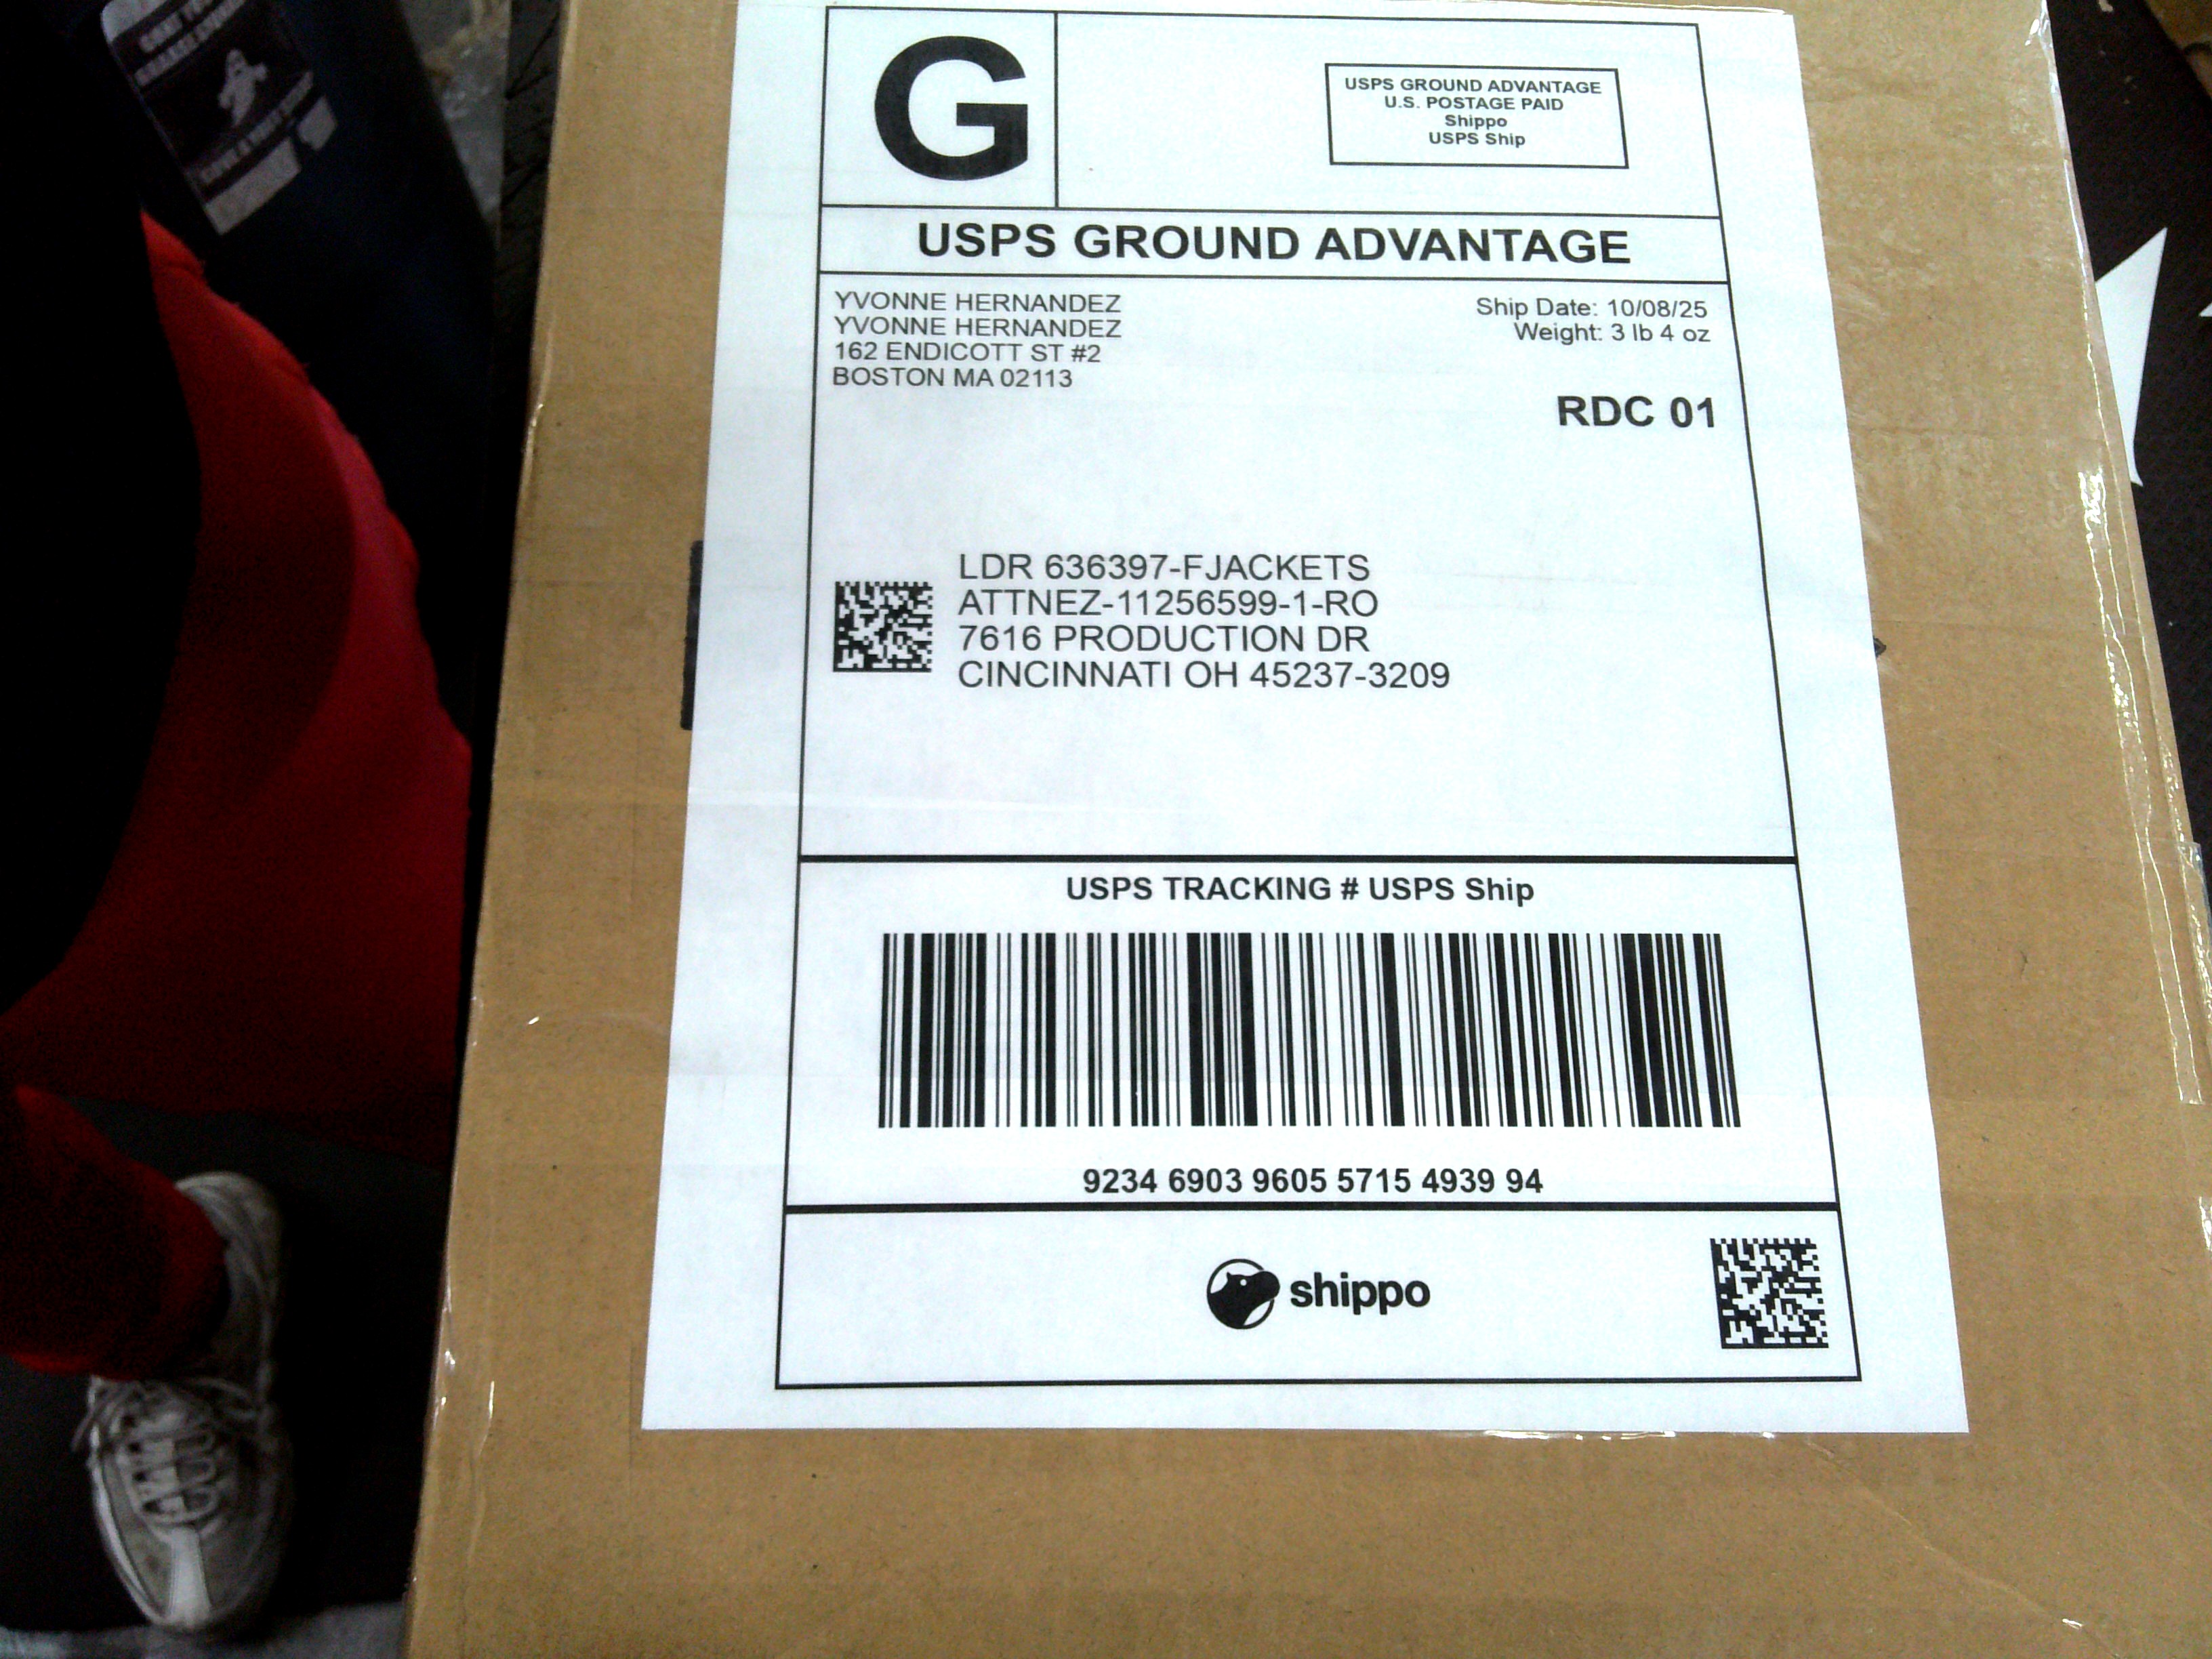 G
USPS GROUND ADVANTAGE
U.S. POSTAGE PAID
Shippo
USPS Ship
USPS GROUND ADVANTAGE
YVONNE HERNANDEZ
YVONNE HERNANDEZ
162 ENDICOTT ST #2
BOSTON MA 02113
Ship Date: 10/08/25
Weight: 3 lb 4 oz
RDC 01
LDR 636397-FJACKETS
ATTNEZ-11256599-1-RO
7616 PRODUCTION DR
CINCINNATI OH 45237-3209
USPS TRACKING # USPS Ship
9234 6903 9605 5715 4939 94
shippo